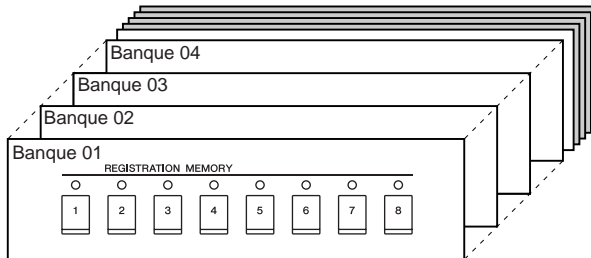 Banque 04
Banque 03
Banque 02
Banque 01
REGISTRATION MEMORY
1 2 3 4 5 6 7 8